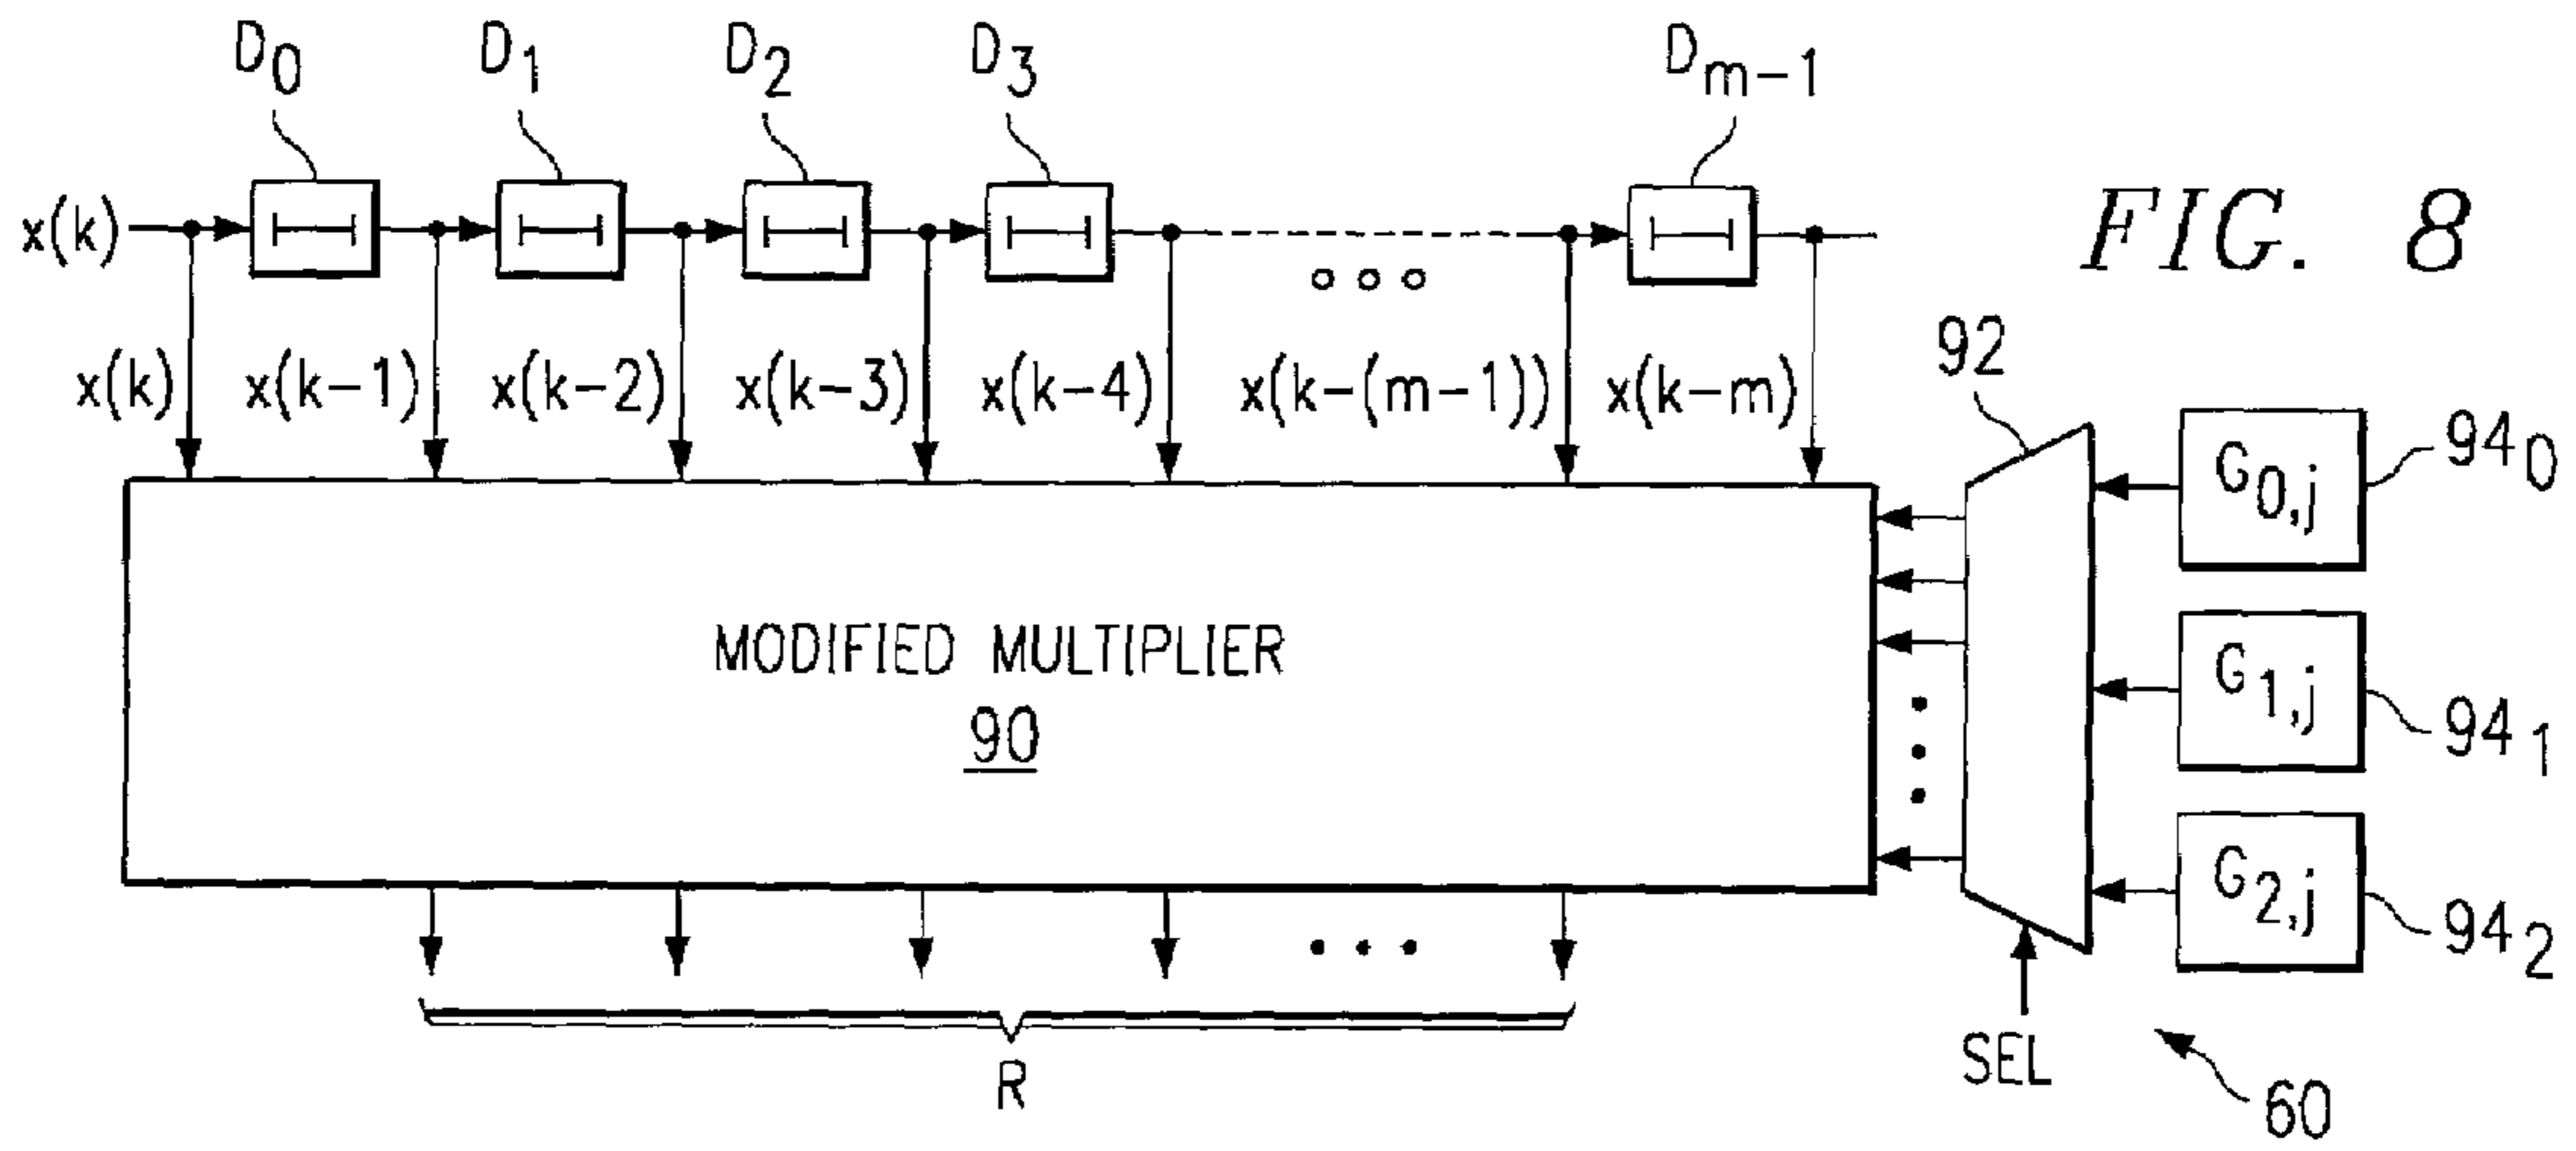 D0 D1 D2 D3 Dm-1
x(k)
FIG. 8
x(k) x(k-1) x(k-2) x(k-3) x(k-4) x(k-(m-1)) x(k-m)
92
G0,j 940
MODIFIED MULTIPLIER
90
G1,j 941
G2,j 942
R
SEL
60